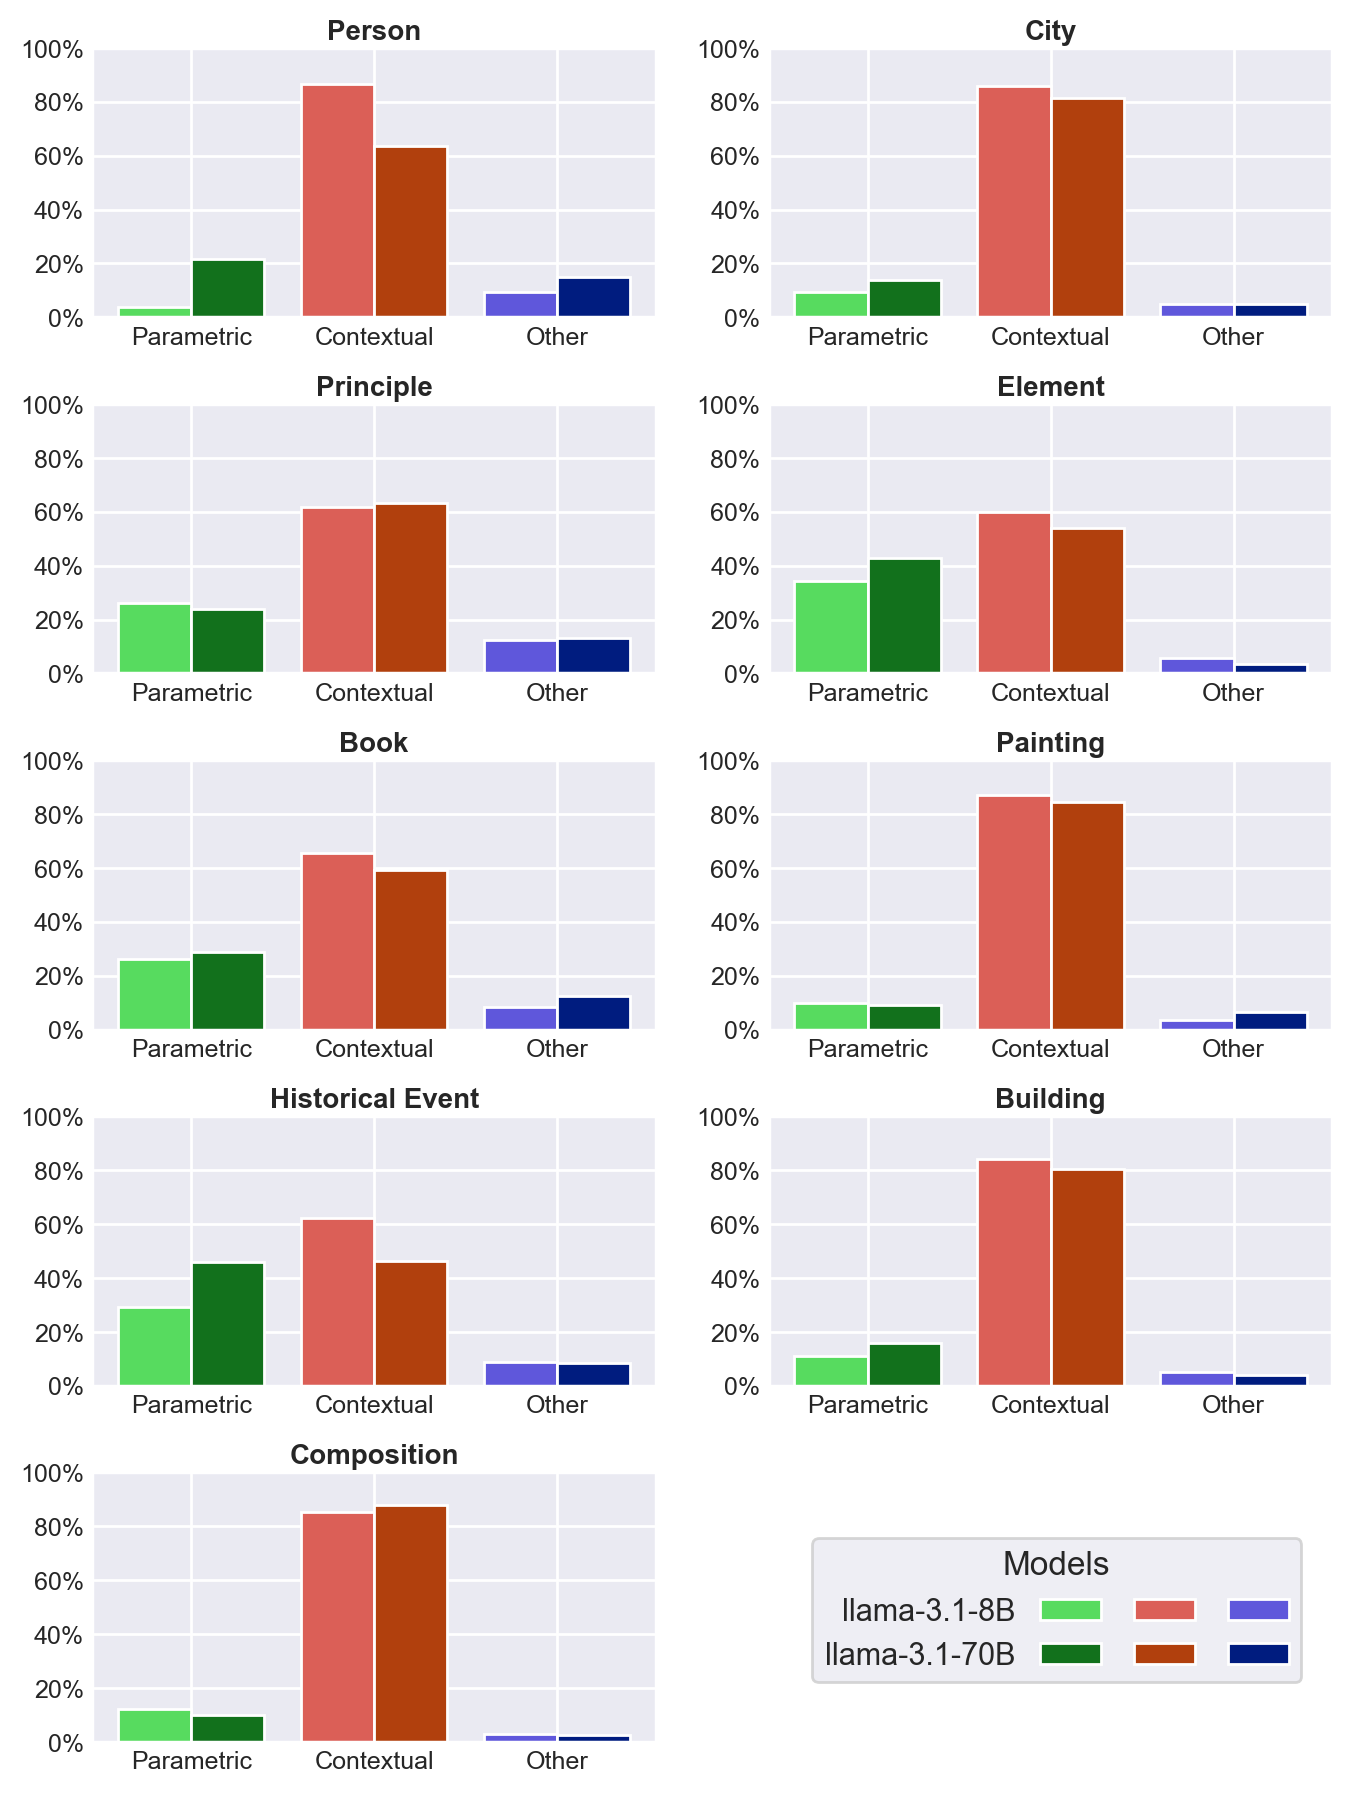 Person
100%
80%
60%
40%
20%
0%
Parametric Contextual Other
City
100%
80%
60%
40%
20%
0%
Parametric Contextual Other
Principle
100%
80%
60%
40%
20%
0%
Parametric Contextual Other
Element
100%
80%
60%
40%
20%
0%
Parametric Contextual Other
Book
100%
80%
60%
40%
20%
0%
Parametric Contextual Other
Painting
100%
80%
60%
40%
20%
0%
Parametric Contextual Other
Historical Event
100%
80%
60%
40%
20%
0%
Parametric Contextual Other
Building
100%
80%
60%
40%
20%
0%
Parametric Contextual Other
Composition
100%
80%
60%
40%
20%
0%
Parametric Contextual Other
Models
llama-3.1-8B
llama-3.1-70B